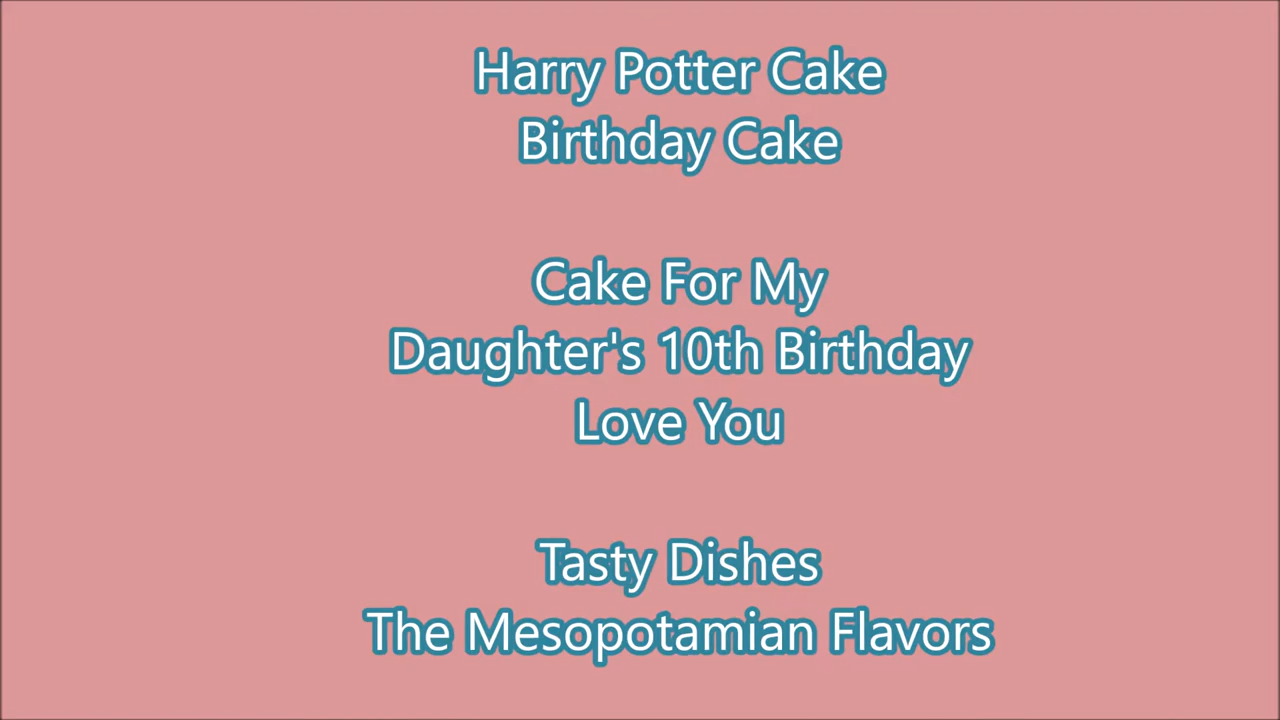 Harry Potter Cake
Birthday Cake
Cake For My
Daughter's 10th Birthday
Love You
Tasty Dishes
The Mesopotamian Flavors